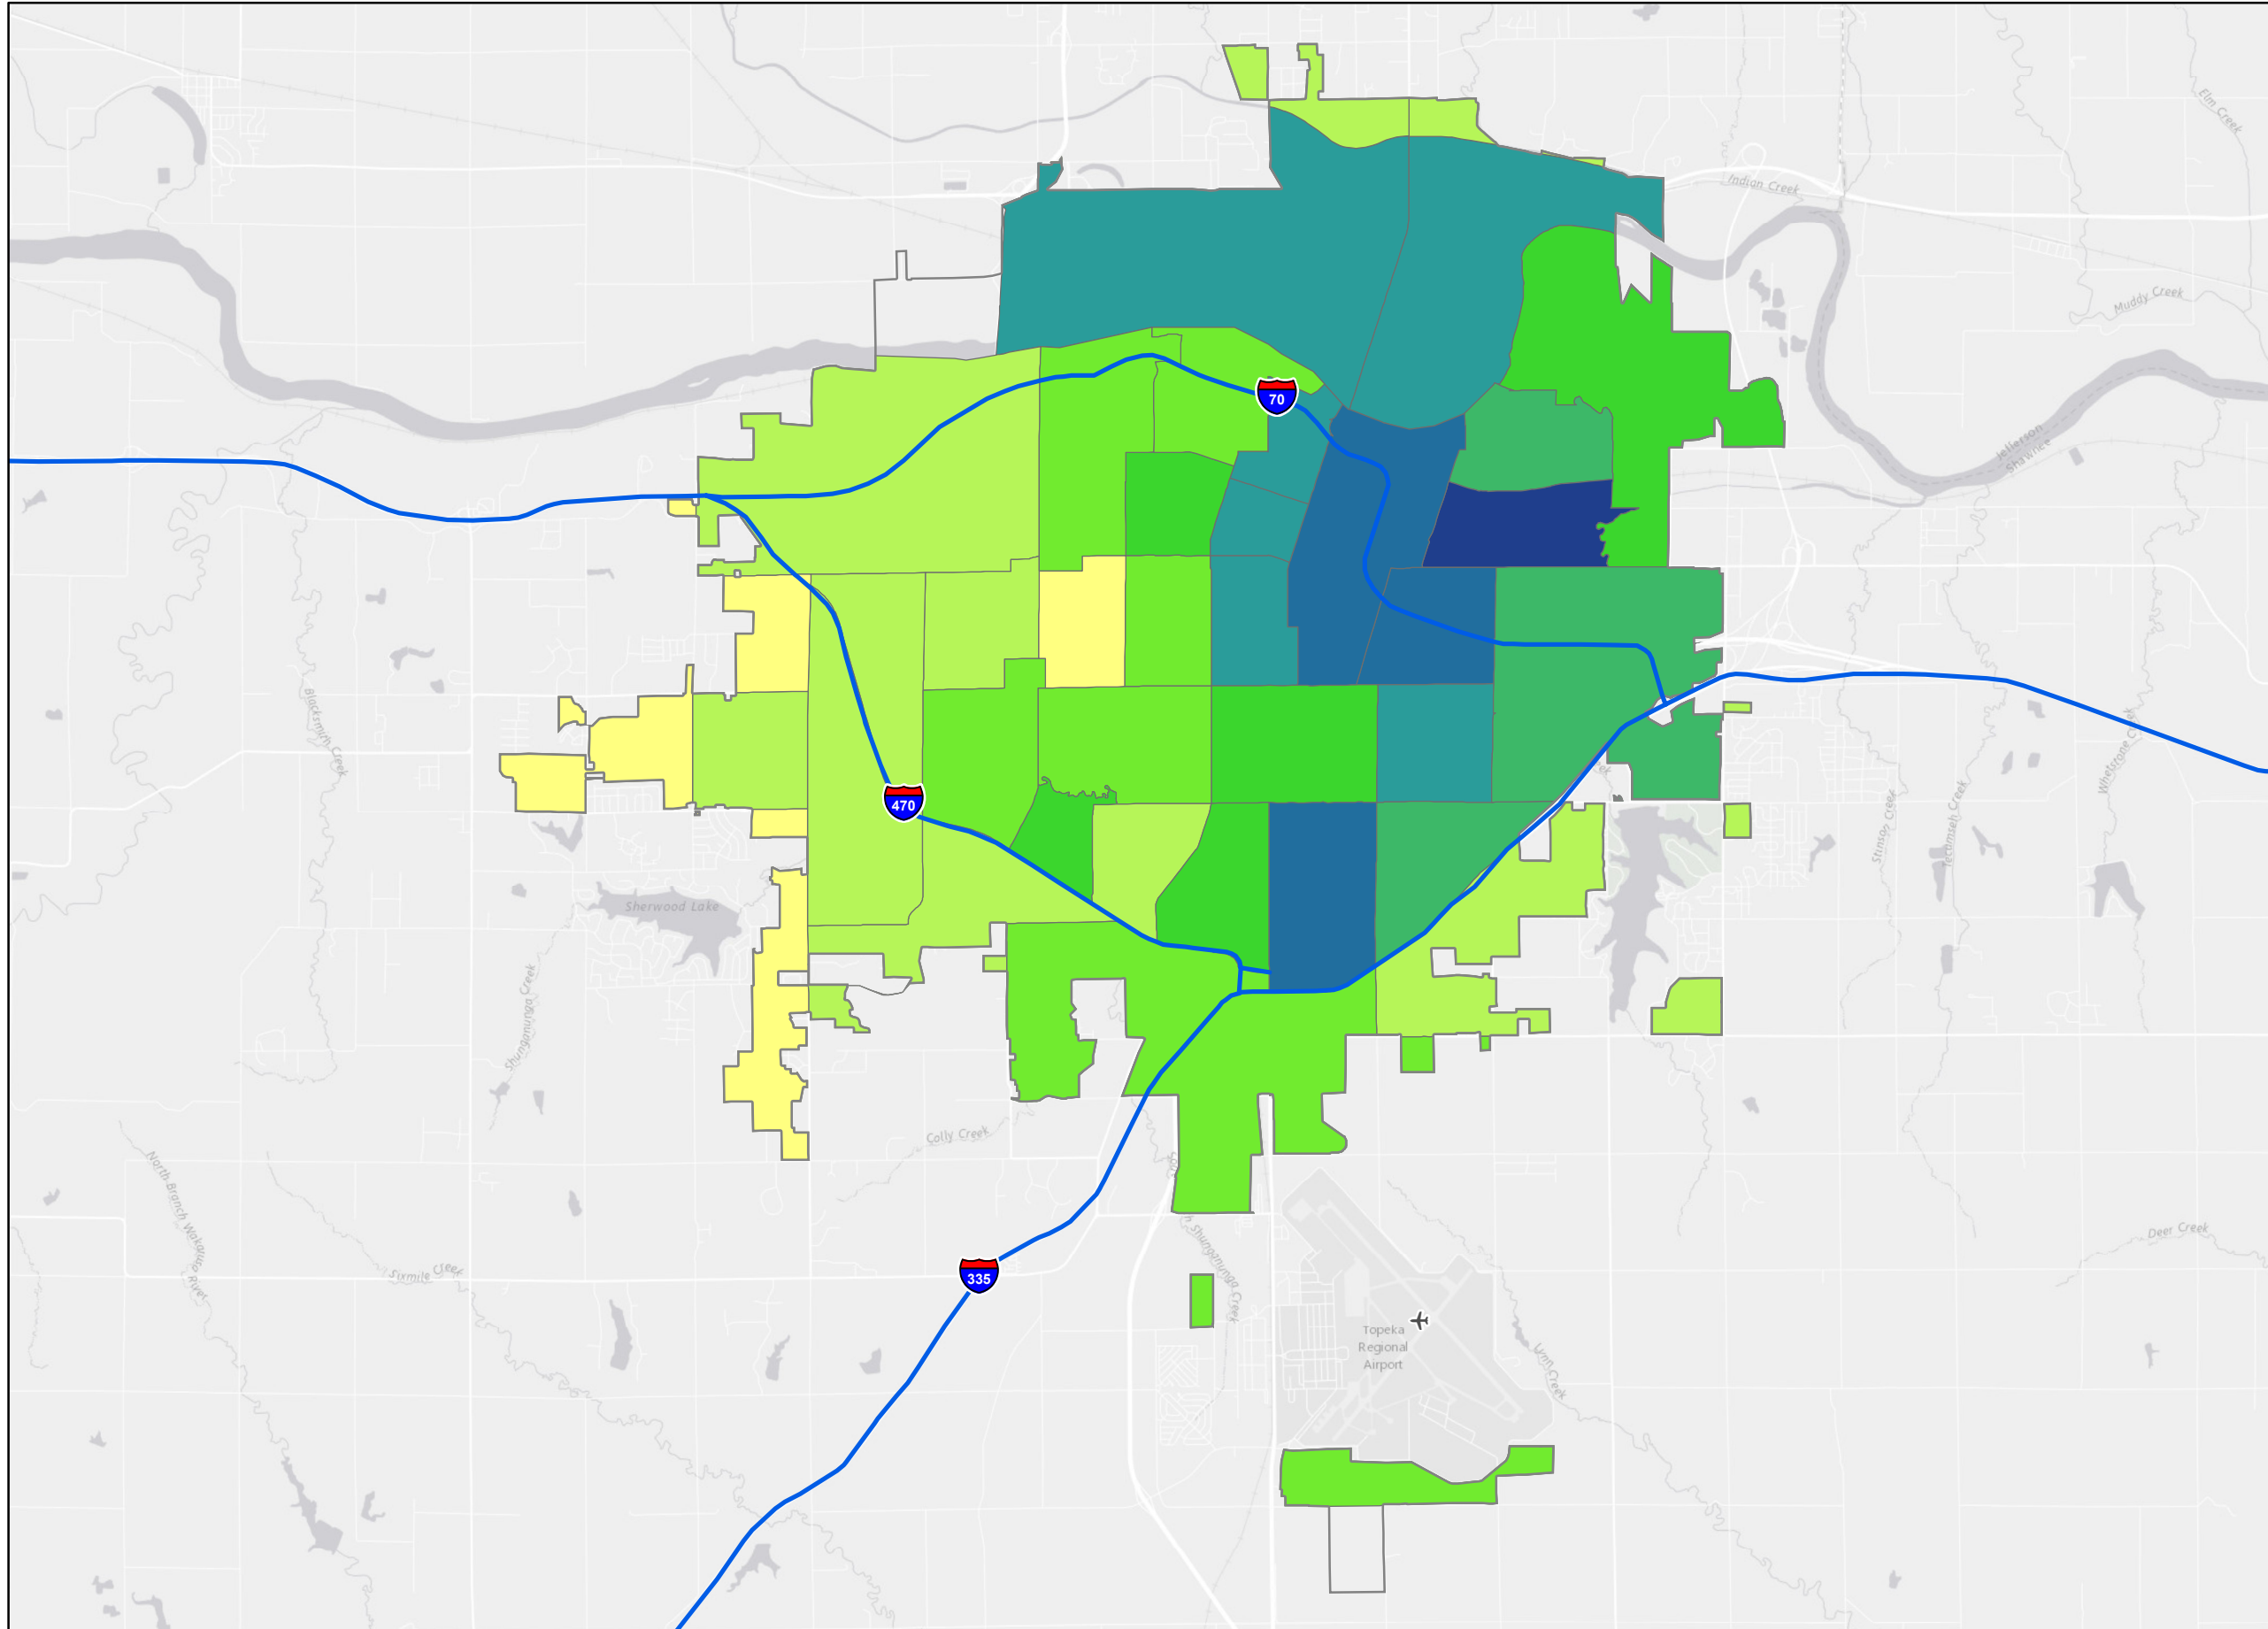 Elm Creek
Indian Creek
Muddy Creek
70
Jefferson
Shawnee
Blacksmith Creek
Whetstone Creek
470
Stinson Creek
Tecumseh Creek
Sherwood Lake
Shunganunga Creek
Colly Creek
North Branch Wakarusa
River
Deer Creek
Sixmile Creek
335
Shunganunga Creek
Topeka
Regional
Airport
Lynn Creek